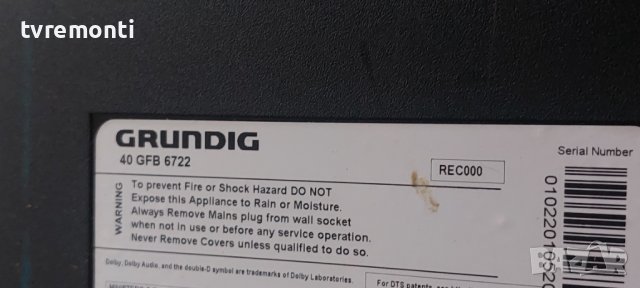 tvremonti
GRUNDIG
40 GFB 6722
REC000
Serial Number
WARNING
To prevent Fire or Shock Hazard DO NOT
Expose this Appliance to Rain or Moisture.
Always Remove Mains plug from wall socket
when not in use or before any service operation.
Never Remove Covers unless qualified to do so.
Dolby, Dolby Audio, and the double-D symbol are trademarks of Dolby Laboratories.
For DTS patents,